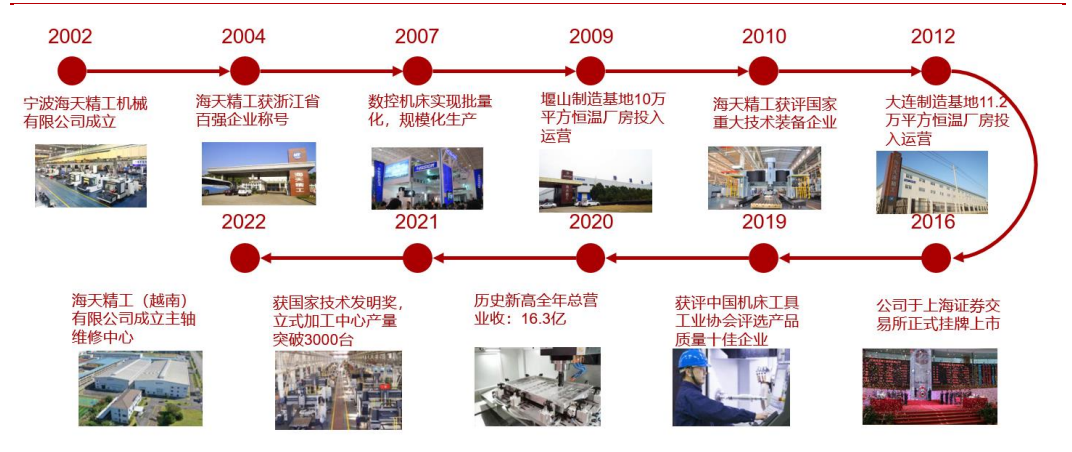 2002
2004
2007
2009
2010
2012
宁波海天精工机械
有限公司成立
海天精工获浙江省
百强企业称号
数控机床实现批量
化，规模化生产
堰山制造基地10万
平方恒温厂房投入
运营
海天精工获评国家
重大技术装备企业
大连制造基地11.2
万平方恒温厂房投
入运营
2022
2021
2020
2019
2016
海天精工（越南）
有限公司成立主轴
维修中心
获国家技术发明奖，
立式加工中心产量
突破3000台
历史新高全年总营
业收：16.3亿
获评中国机床工具
工业协会评选产品
质量十佳企业
公司于上海证券交
易所正式挂牌上市